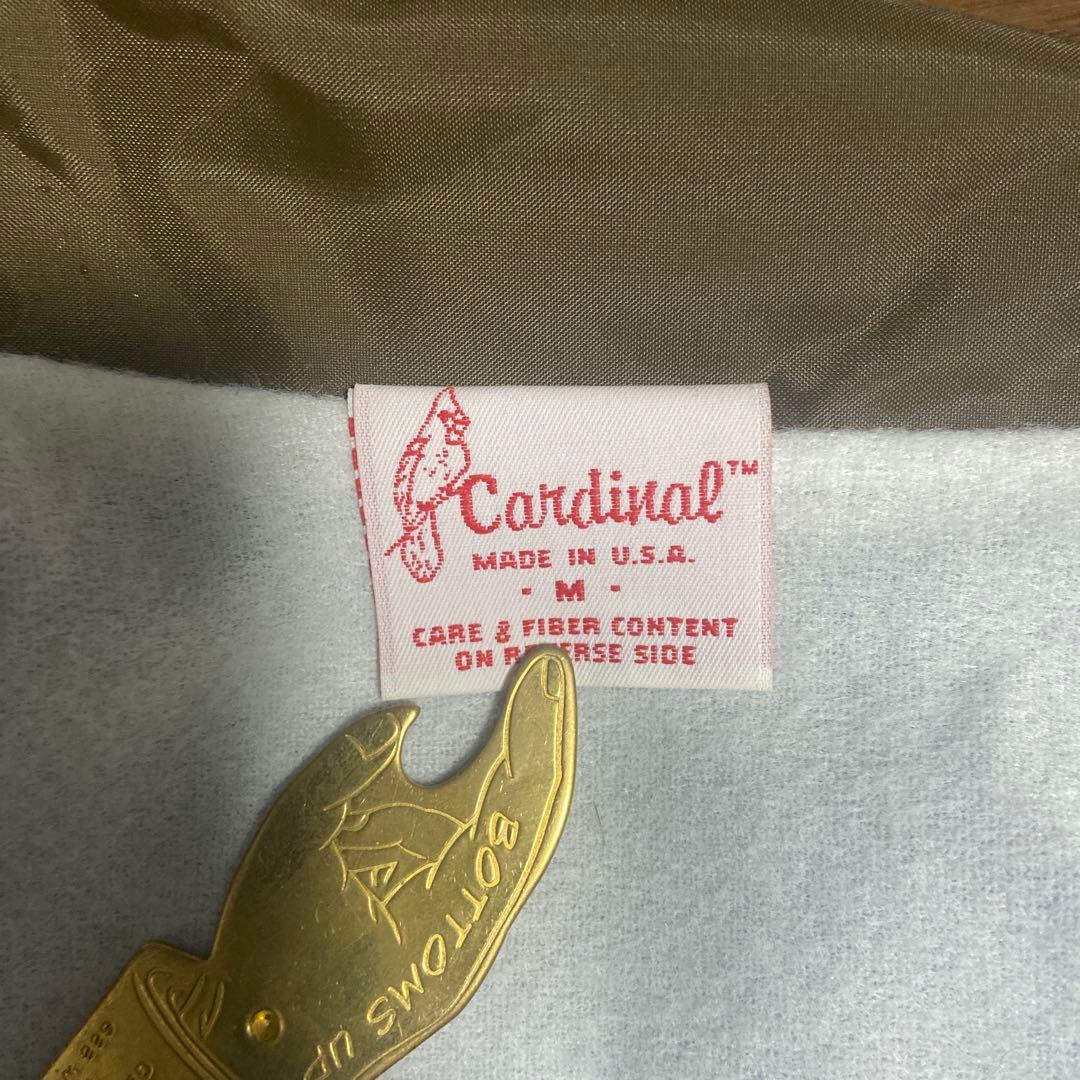 Cardinal™
MADE IN U.S.A.
- M -
CARE & FIBER CONTENT
ON REVERSE SIDE
BOTTOMS UP